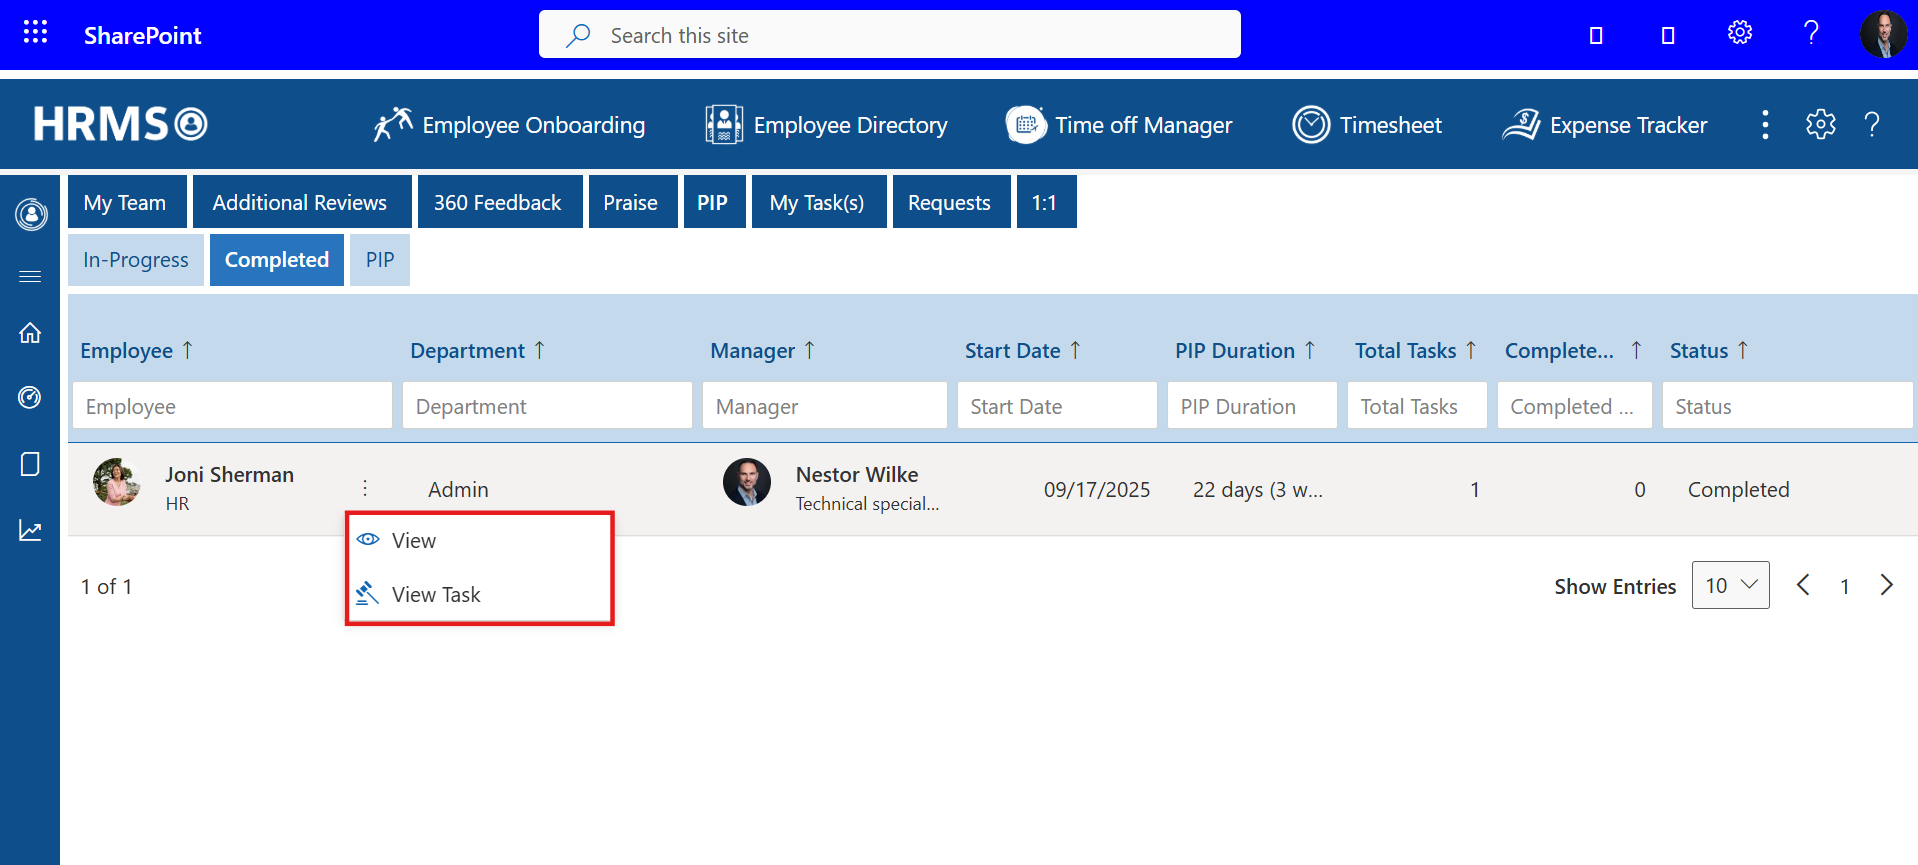 SharePoint
Search this site
HRMS
Employee Onboarding
Employee Directory
Time off Manager
Timesheet
Expense Tracker
My Team
Additional Reviews
360 Feedback
Praise
PIP
My Task(s)
Requests
1:1
In-Progress
Completed
PIP
Employee ↑
Department ↑
Manager ↑
Start Date ↑
PIP Duration ↑
Total Tasks ↑
Complete... ↑
Status ↑
Employee
Department
Manager
Start Date
PIP Duration
Total Tasks
Completed ...
Status
Joni Sherman
HR
Admin
Nestor Wilke
Technical special...
09/17/2025
22 days (3 w...
1
0
Completed
View
View Task
1 of 1
Show Entries
10
1